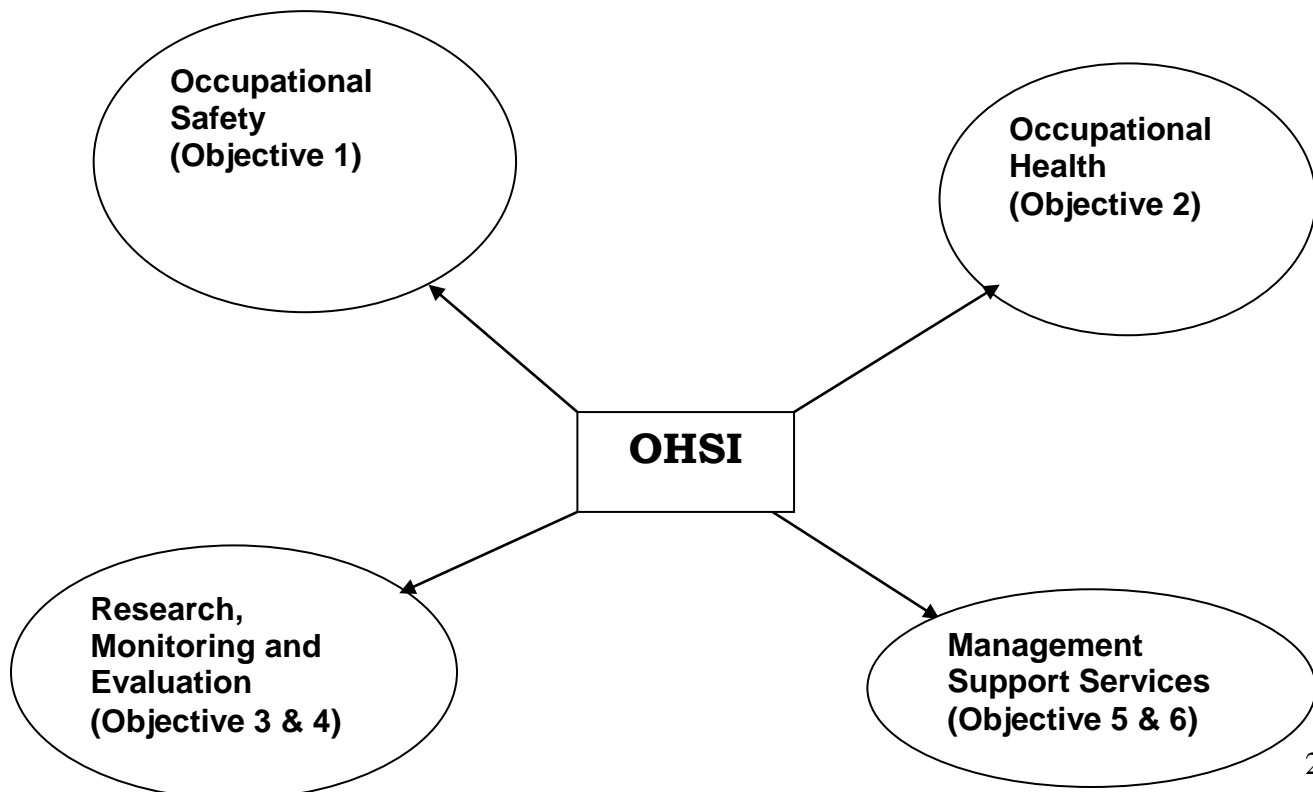 Occupational
Safety
(Objective 1)
Occupational
Health
(Objective 2)
OHSI
Research,
Monitoring and
Evaluation
(Objective 3 & 4)
Management
Support Services
(Objective 5 & 6)
2